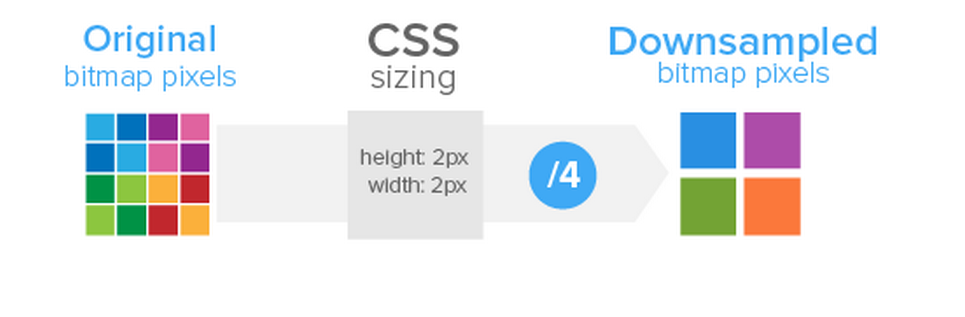 Original
bitmap pixels
CSS
sizing
height: 2px
width: 2px
/4
Downsampled
bitmap pixels